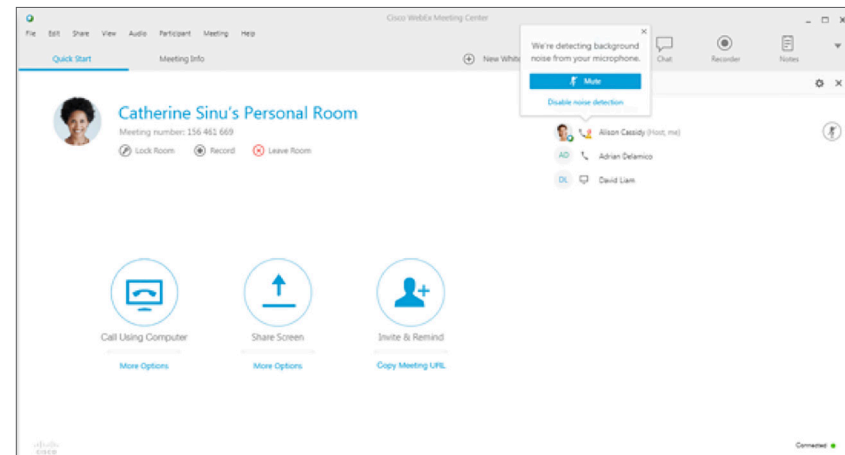 Cisco WebEx Meeting Center
File Edit Share View Audio Participant Meeting Help
Quick Start Meeting Info
New White
We're detecting background
noise from your microphone.
Mute
Disable noise detection
Chat Recorder Notes
Catherine Sinu's Personal Room
Meeting number: 156 461 669
Lock Room Record Leave Room
Alison Cassidy (Host, me)
AD Adrian Delamico
DL David Liam
Call Using Computer Share Screen Invite & Remind
More Options More Options Copy Meeting URL
Connected
CISCO